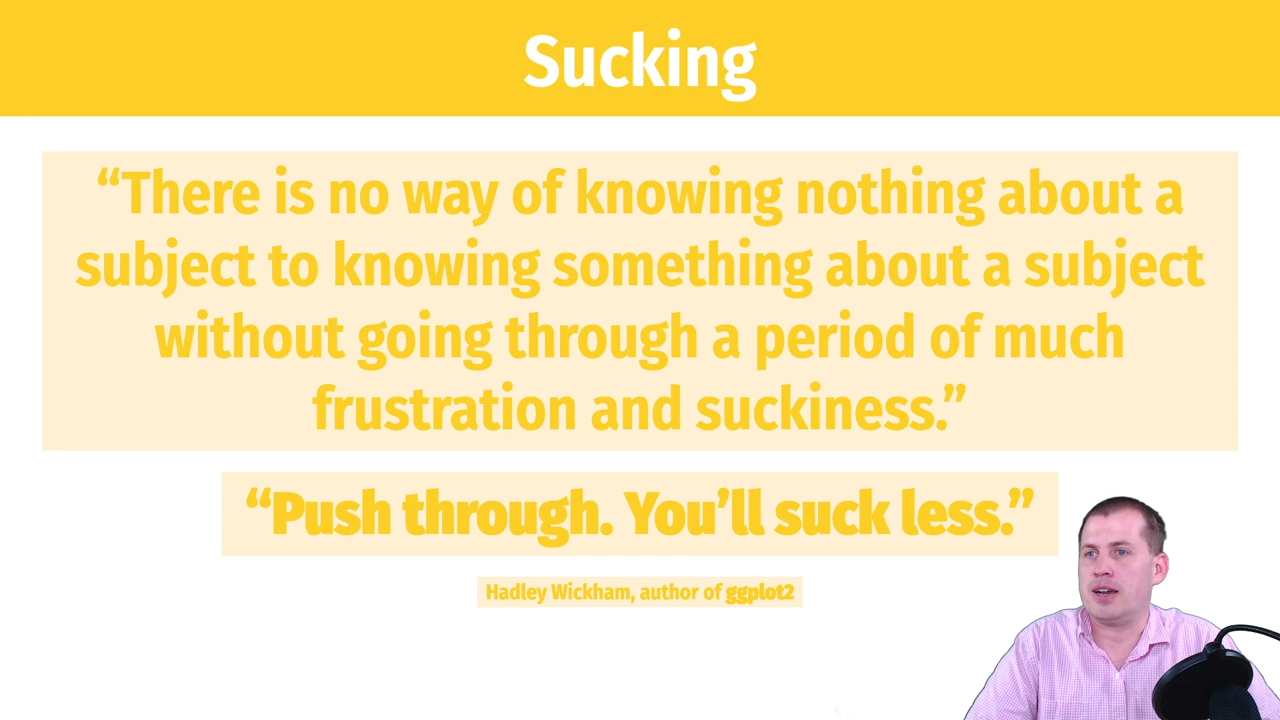 Sucking
“There is no way of knowing nothing about a
subject to knowing something about a subject
without going through a period of much
frustration and suckiness.”
“Push through. You’ll suck less.”
Hadley Wickham, author of ggplot2